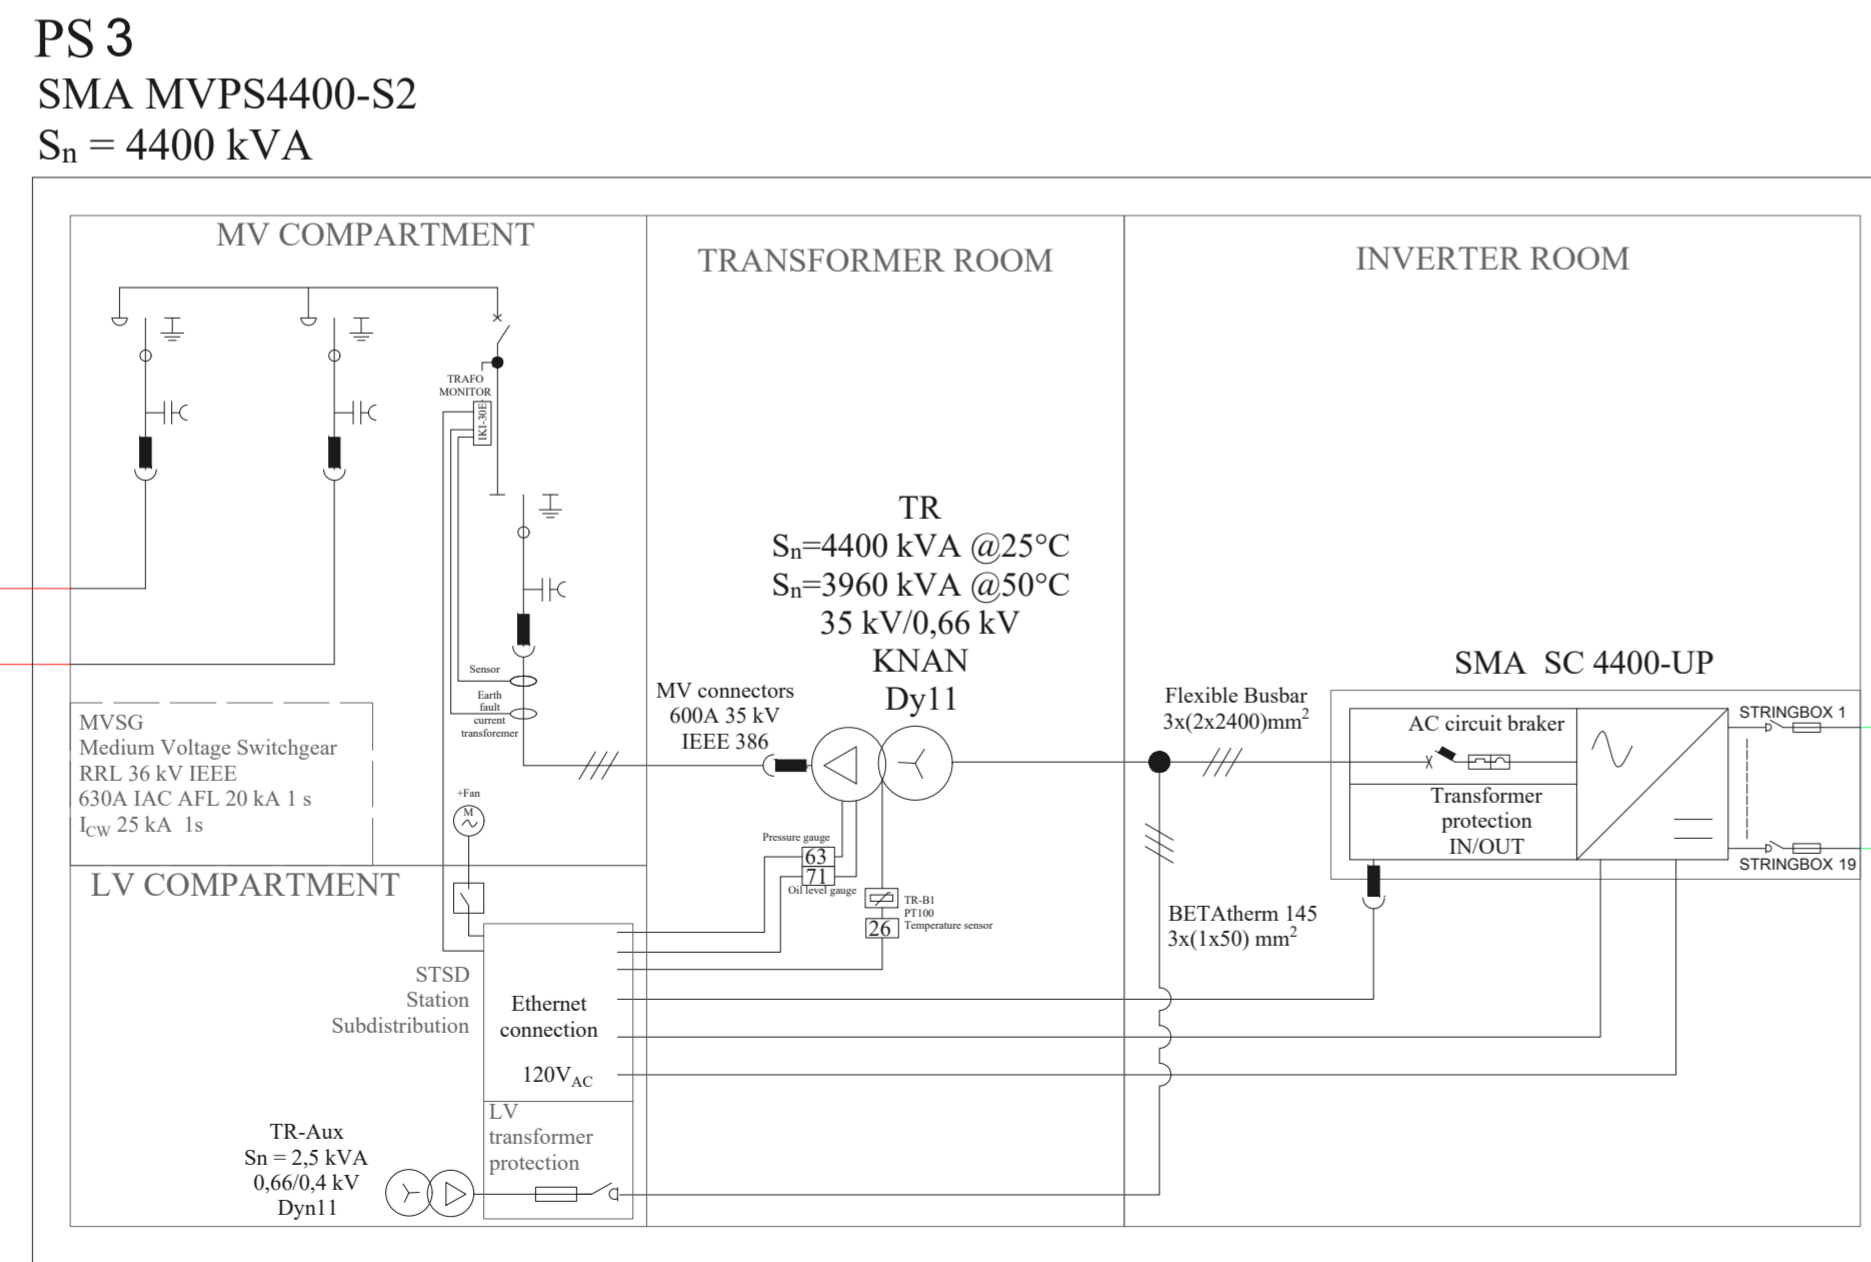 PS 3
SMA MVPS4400-S2
Sn = 4400 kVA
MV COMPARTMENT
TRANSFORMER ROOM
INVERTER ROOM
TRAFO
MONITOR
IKI-30E
Sensor
Earth
fault
current
transforemer
MVSG
Medium Voltage Switchgear
RRL 36 kV IEEE
630A IAC AFL 20 kA 1 s
ICW 25 kA 1s
+Fan
M
TR
Sn=4400 kVA @25°C
Sn=3960 kVA @50°C
35 kV/0,66 kV
KNAN
Dy11
MV connectors
600A 35 kV
IEEE 386
Pressure gauge
63
71
Oil level gauge
TR-B1
PT100
Temperature sensor
26
Flexible Busbar
3x(2x2400)mm²
BETAtherm 145
3x(1x50) mm²
SMA SC 4400-UP
AC circuit braker
Transformer
protection
IN/OUT
STRINGBOX 1
STRINGBOX 19
LV COMPARTMENT
STSD
Station
Subdistribution
Ethernet
connection
120VAC
LV
transformer
protection
TR-Aux
Sn = 2,5 kVA
0,66/0,4 kV
Dyn11